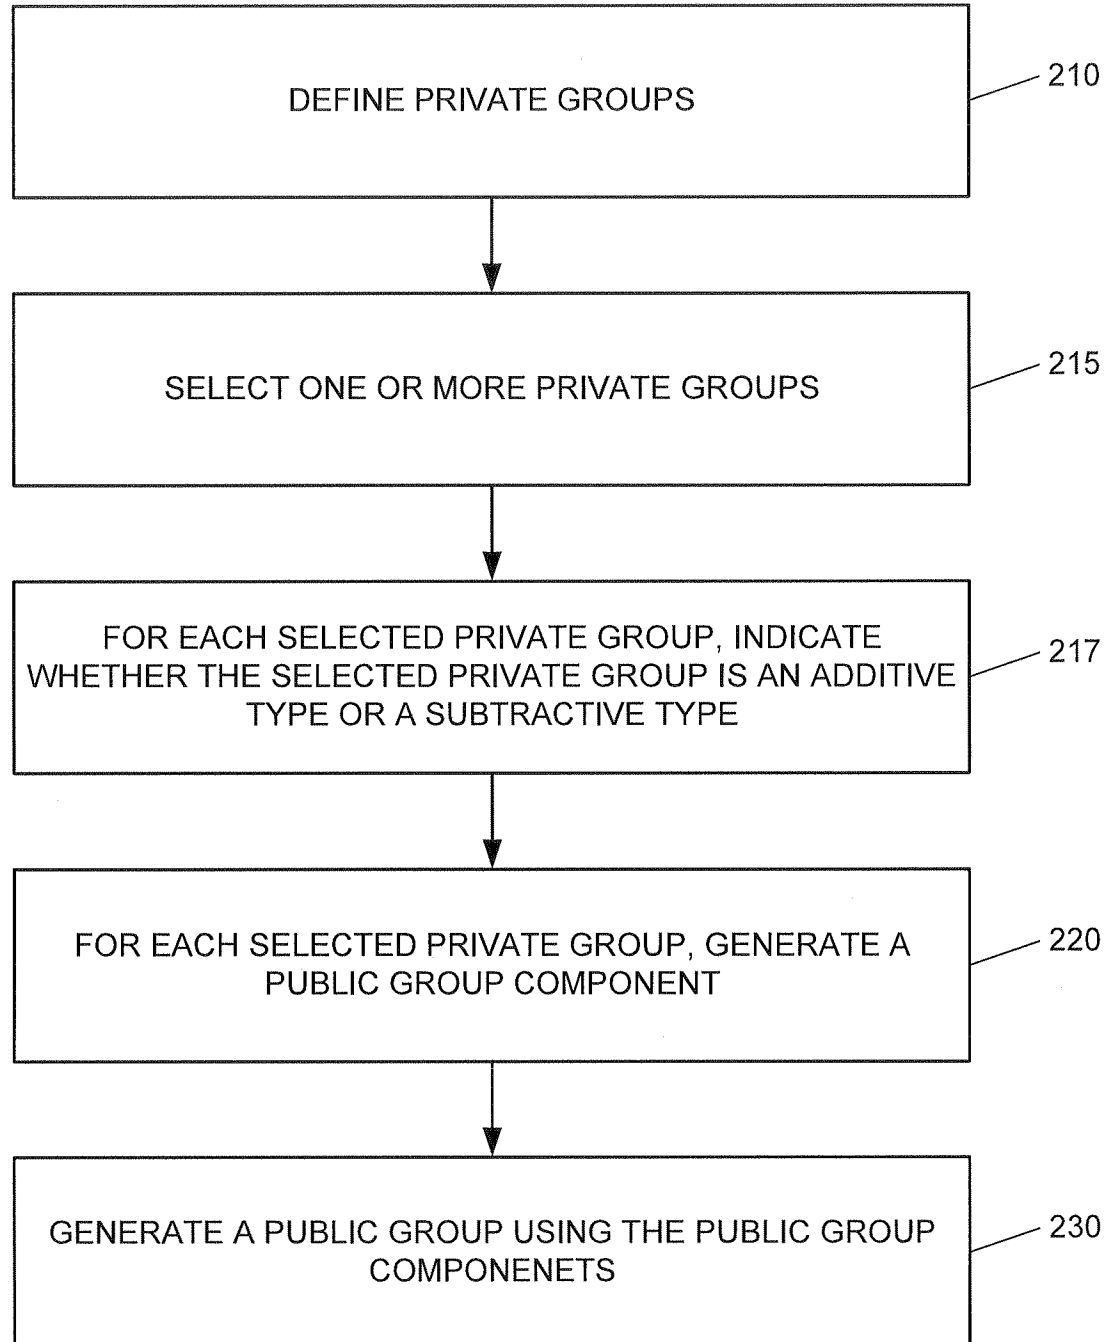 DEFINE PRIVATE GROUPS
210
SELECT ONE OR MORE PRIVATE GROUPS
215
FOR EACH SELECTED PRIVATE GROUP, INDICATE
WHETHER THE SELECTED PRIVATE GROUP IS AN ADDITIVE
TYPE OR A SUBTRACTIVE TYPE
217
FOR EACH SELECTED PRIVATE GROUP, GENERATE A
PUBLIC GROUP COMPONENT
220
GENERATE A PUBLIC GROUP USING THE PUBLIC GROUP
COMPONENETS
230